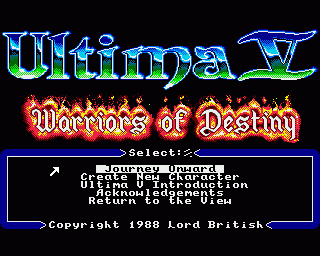 Ultima V
Warriors of Destiny
Select:
Journey Onward
Create New Character
Ultima V Introduction
Acknowledgements
Return to the View
Copyright 1988 Lord British